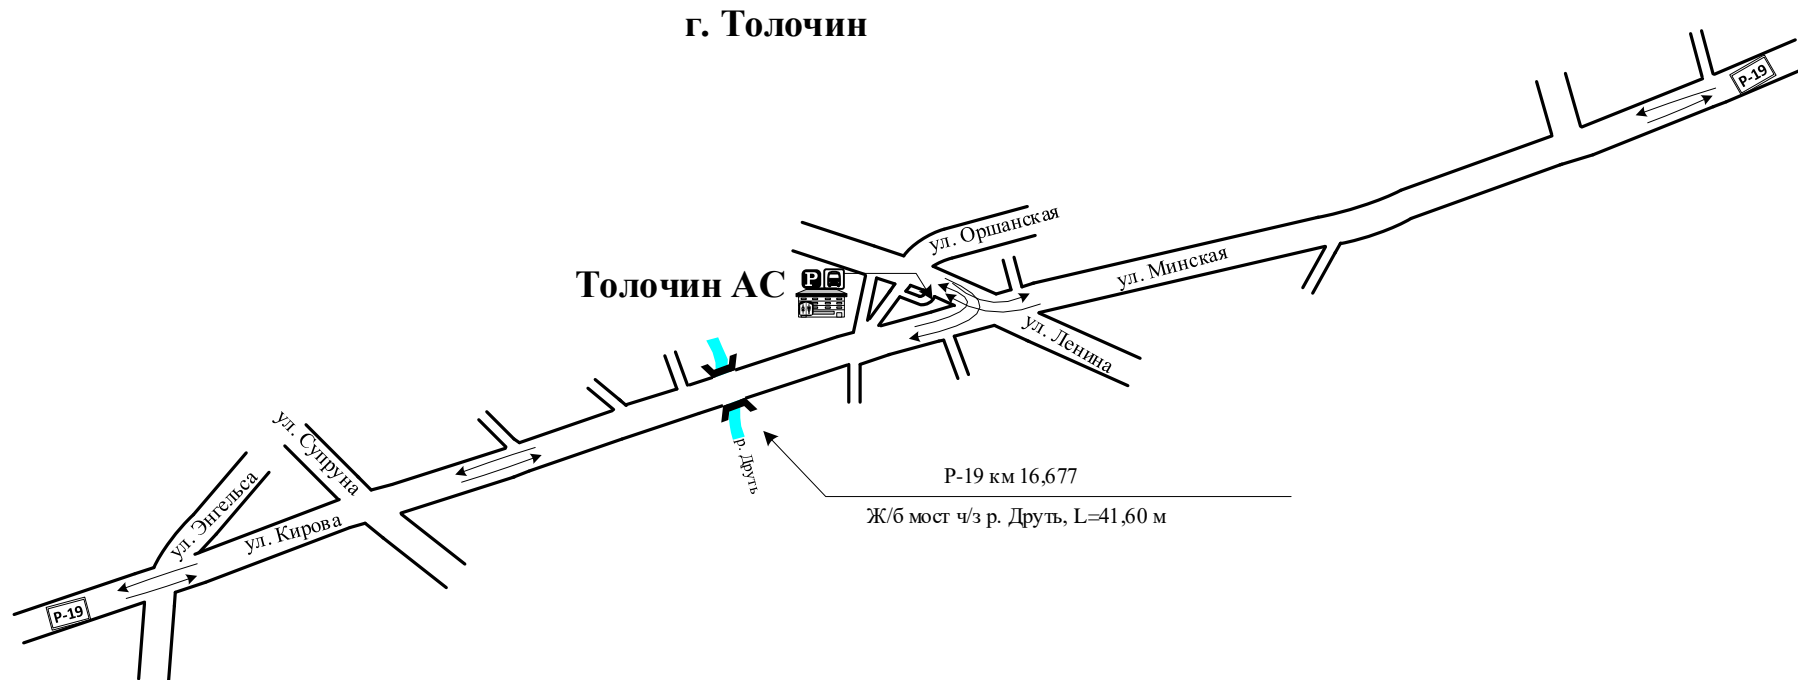 г. Толочин
Р-19
ул. Оршанская
ул. Минская
Толочин АС
P
ул. Ленина
р. Друть
ул. Супруна
ул. Энгельса
ул. Кирова
Р-19 км 16,677
Ж/б мост ч/з р. Друть, L=41,60 м
Р-19